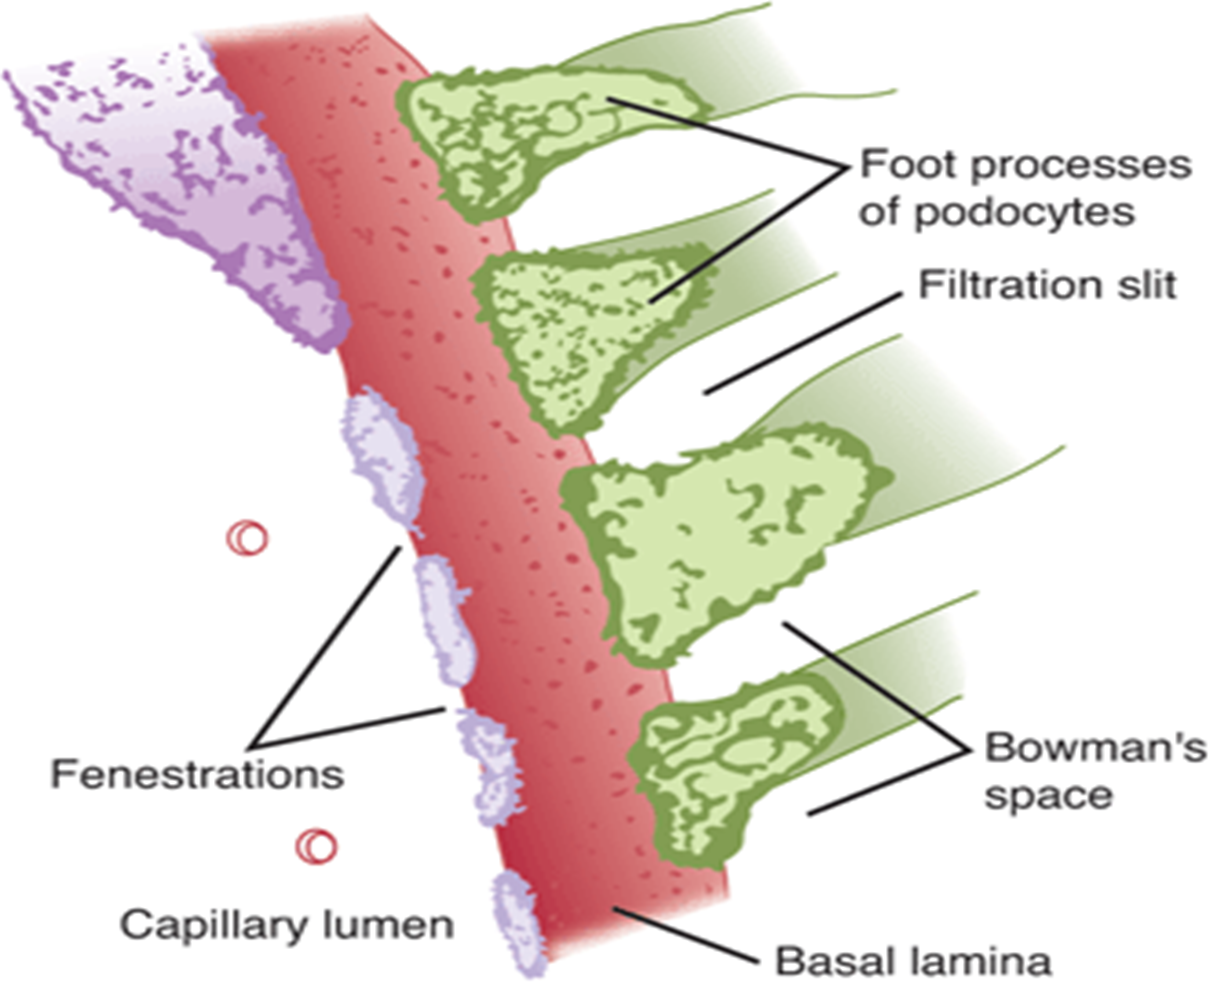 Foot processes
of podocytes
Filtration slit
Fenestrations
Bowman's
space
Capillary lumen
Basal lamina